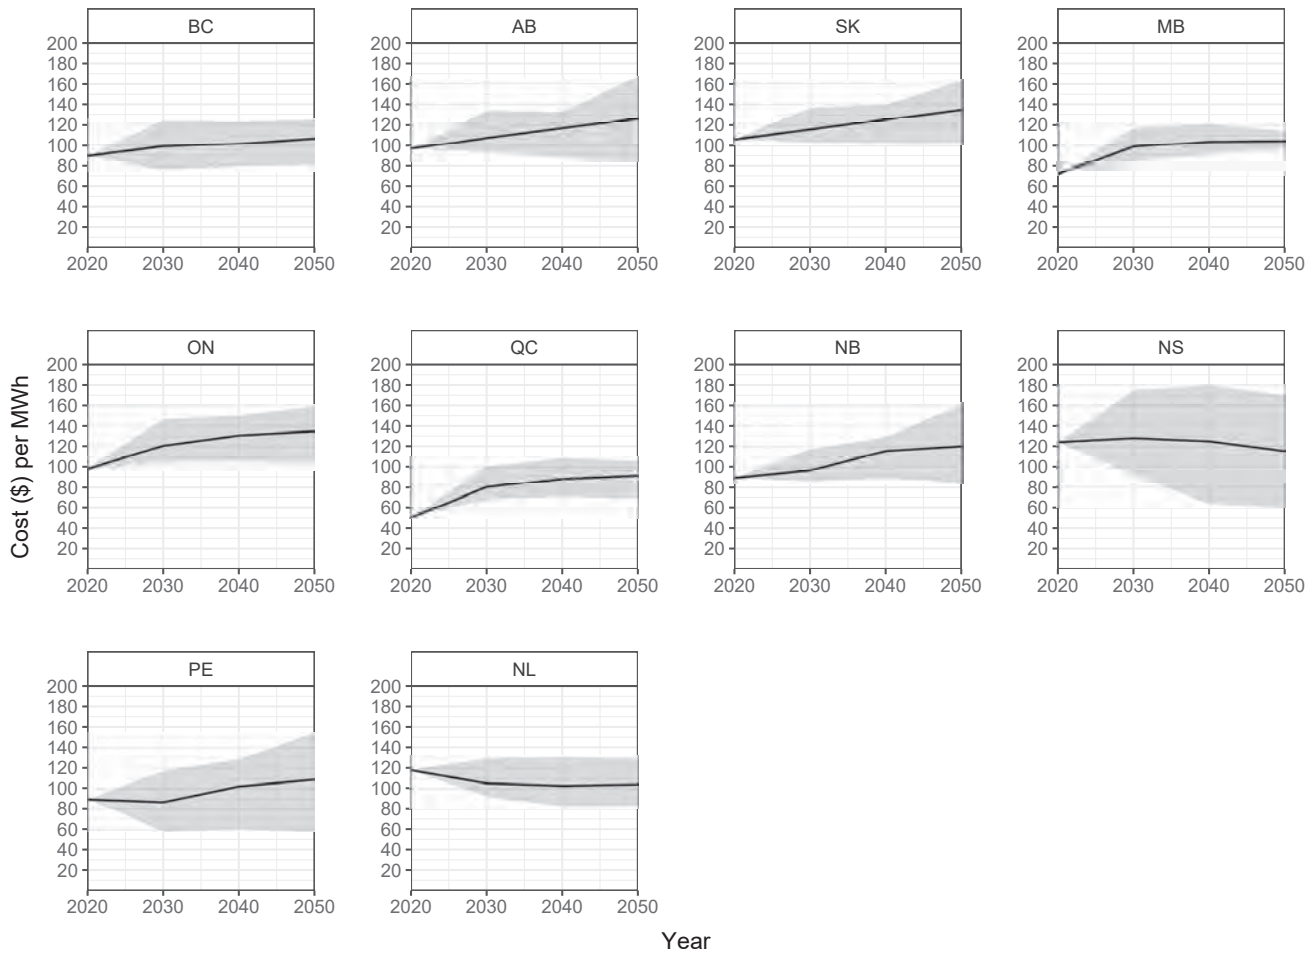 BC AB SK MB
200 200 200 200
180 180 180 180
160 160 160 160
140 140 140 140
120 120 120 120
100 100 100 100
80 80 80 80
60 60 60 60
40 40 40 40
20 20 20 20
2020 2030 2040 2050 2020 2030 2040 2050 2020 2030 2040 2050 2020 2030 2040 2050
ON QC NB NS
200 200 200 200
180 180 180 180
160 160 160 160
140 140 140 140
120 120 120 120
100 100 100 100
80 80 80 80
60 60 60 60
40 40 40 40
20 20 20 20
2020 2030 2040 2050 2020 2030 2040 2050 2020 2030 2040 2050 2020 2030 2040 2050
Cost ($) per MWh
PE NL
200 200
180 180
160 160
140 140
120 120
100 100
80 80
60 60
40 40
20 20
2020 2030 2040 2050 2020 2030 2040 2050
Year